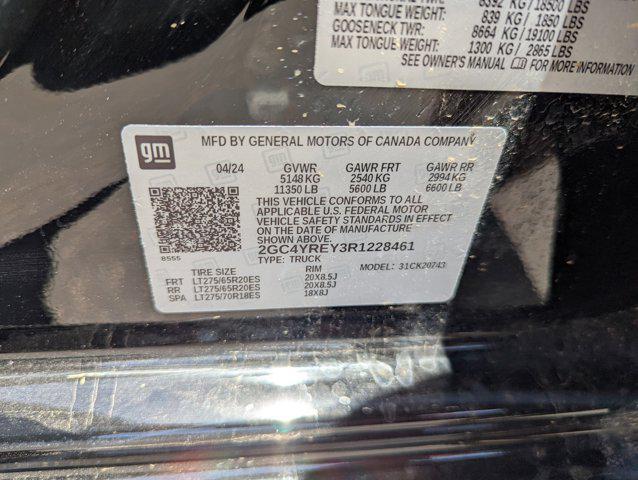 8392 KG/18500 LBS
MAX TONGUE WEIGHT: 839 KG/ 1850 LBS
GOOSENECK TWR: 8664 KG/19100 LBS
MAX TONGUE WEIGHT: 1300 KG/ 2865 LBS
SEE OWNER'S MANUAL FOR MORE INFORMATION
gm
MFD BY GENERAL MOTORS OF CANADA COMPANY
04/24 GVWR GAWR FRT GAWR RR
5148 KG 2540 KG 2994 KG
11350 LB 5600 LB 6600 LB
THIS VEHICLE CONFORMS TO ALL
APPLICABLE U.S. FEDERAL MOTOR
VEHICLE SAFETY STANDARDS IN EFFECT
ON THE DATE OF MANUFACTURE
SHOWN ABOVE.
2GC4YREY3R1228461
8555
TYPE: TRUCK
MODEL: 31CK20743
TIRE SIZE RIM
FRT LT275/65R20ES 20X8.5J
RR LT275/65R20ES 20X8.5J
SPA LT275/70R18ES 18X8J